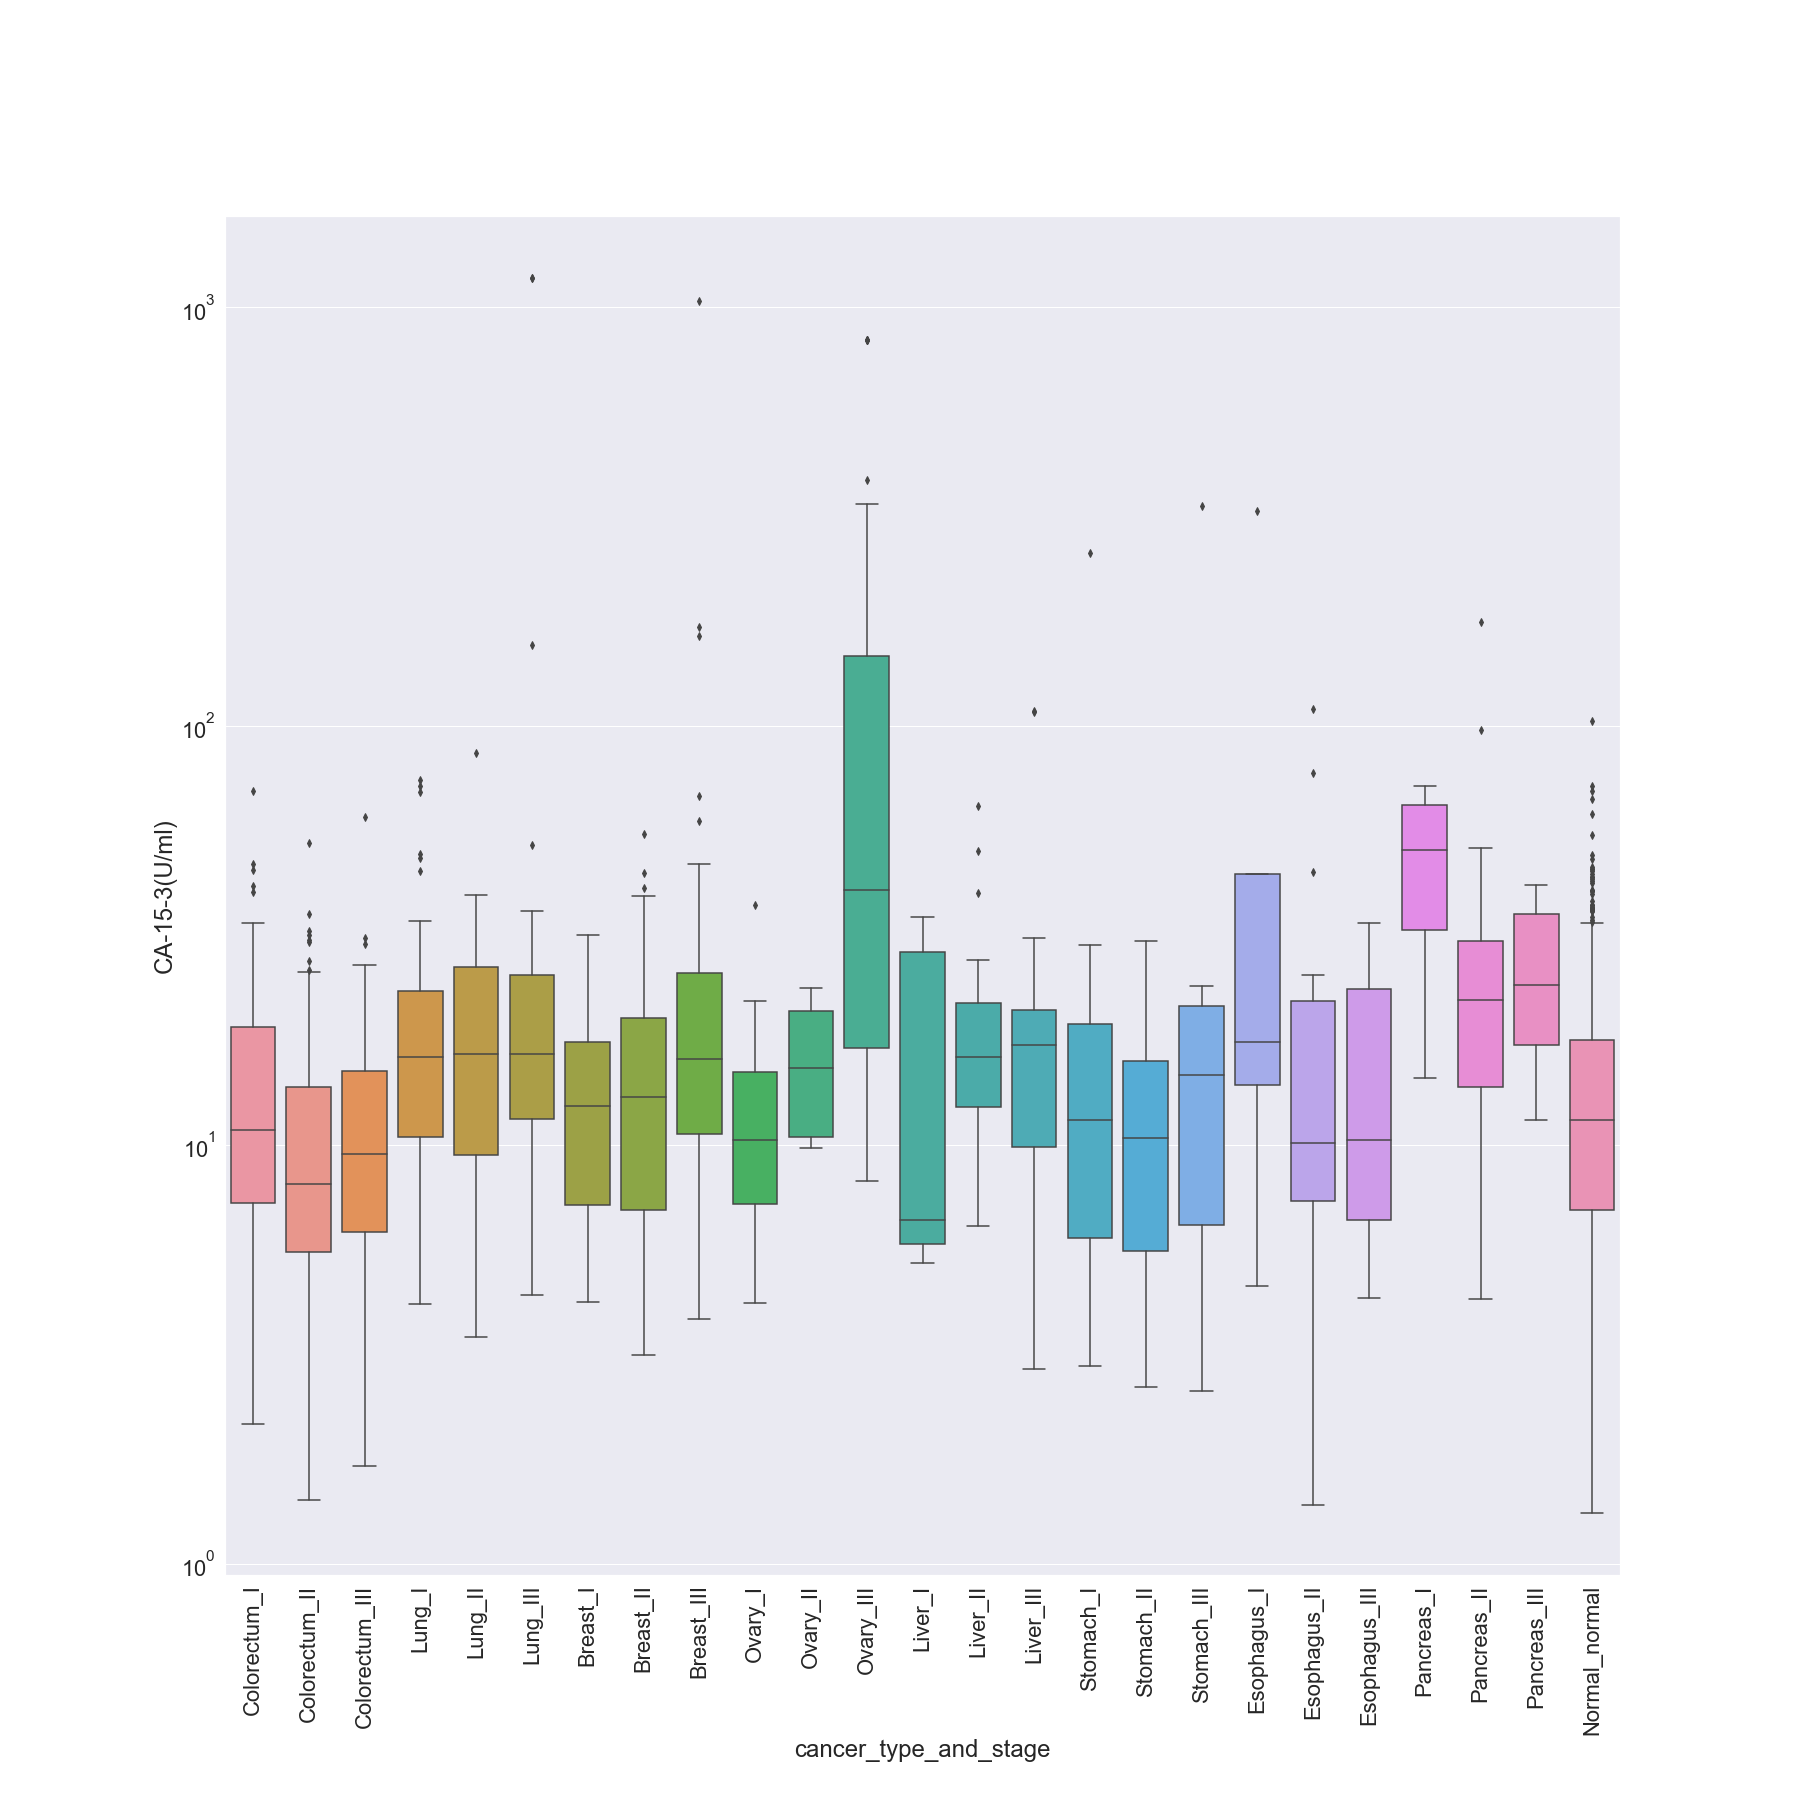 CA-15-3(U/ml)
10^3
10^2
10^1
10^0
Colorectum_I
Colorectum_II
Colorectum_III
Lung_I
Lung_II
Lung_III
Breast_I
Breast_II
Breast_III
Ovary_I
Ovary_II
Ovary_III
Liver_I
Liver_II
Liver_III
Stomach_I
Stomach_II
Stomach_III
Esophagus_I
Esophagus_II
Esophagus_III
Pancreas_I
Pancreas_II
Pancreas_III
Normal_normal
cancer_type_and_stage